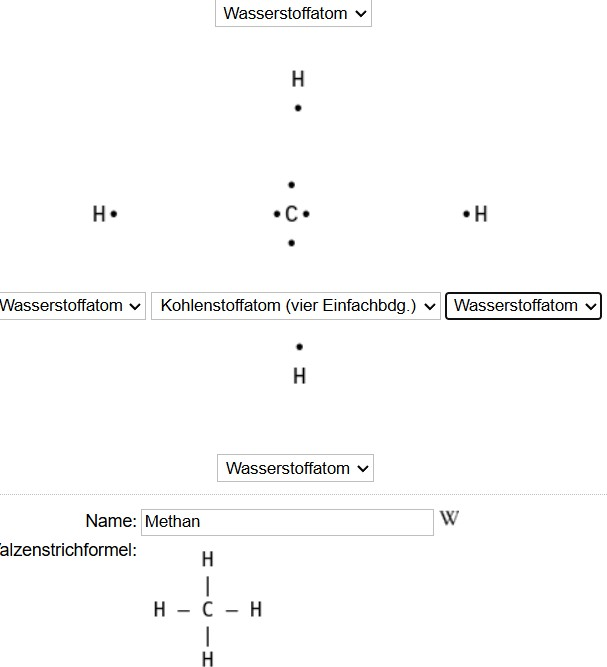 Wasserstoffatom
H
•
•
H• •C• •H
•
Wasserstoffatom Kohlenstoffatom (vier Einfachbdg.) Wasserstoffatom
•
H
Wasserstoffatom
Name: Methan W
alzenstrichformel:
H
|
H – C – H
|
H